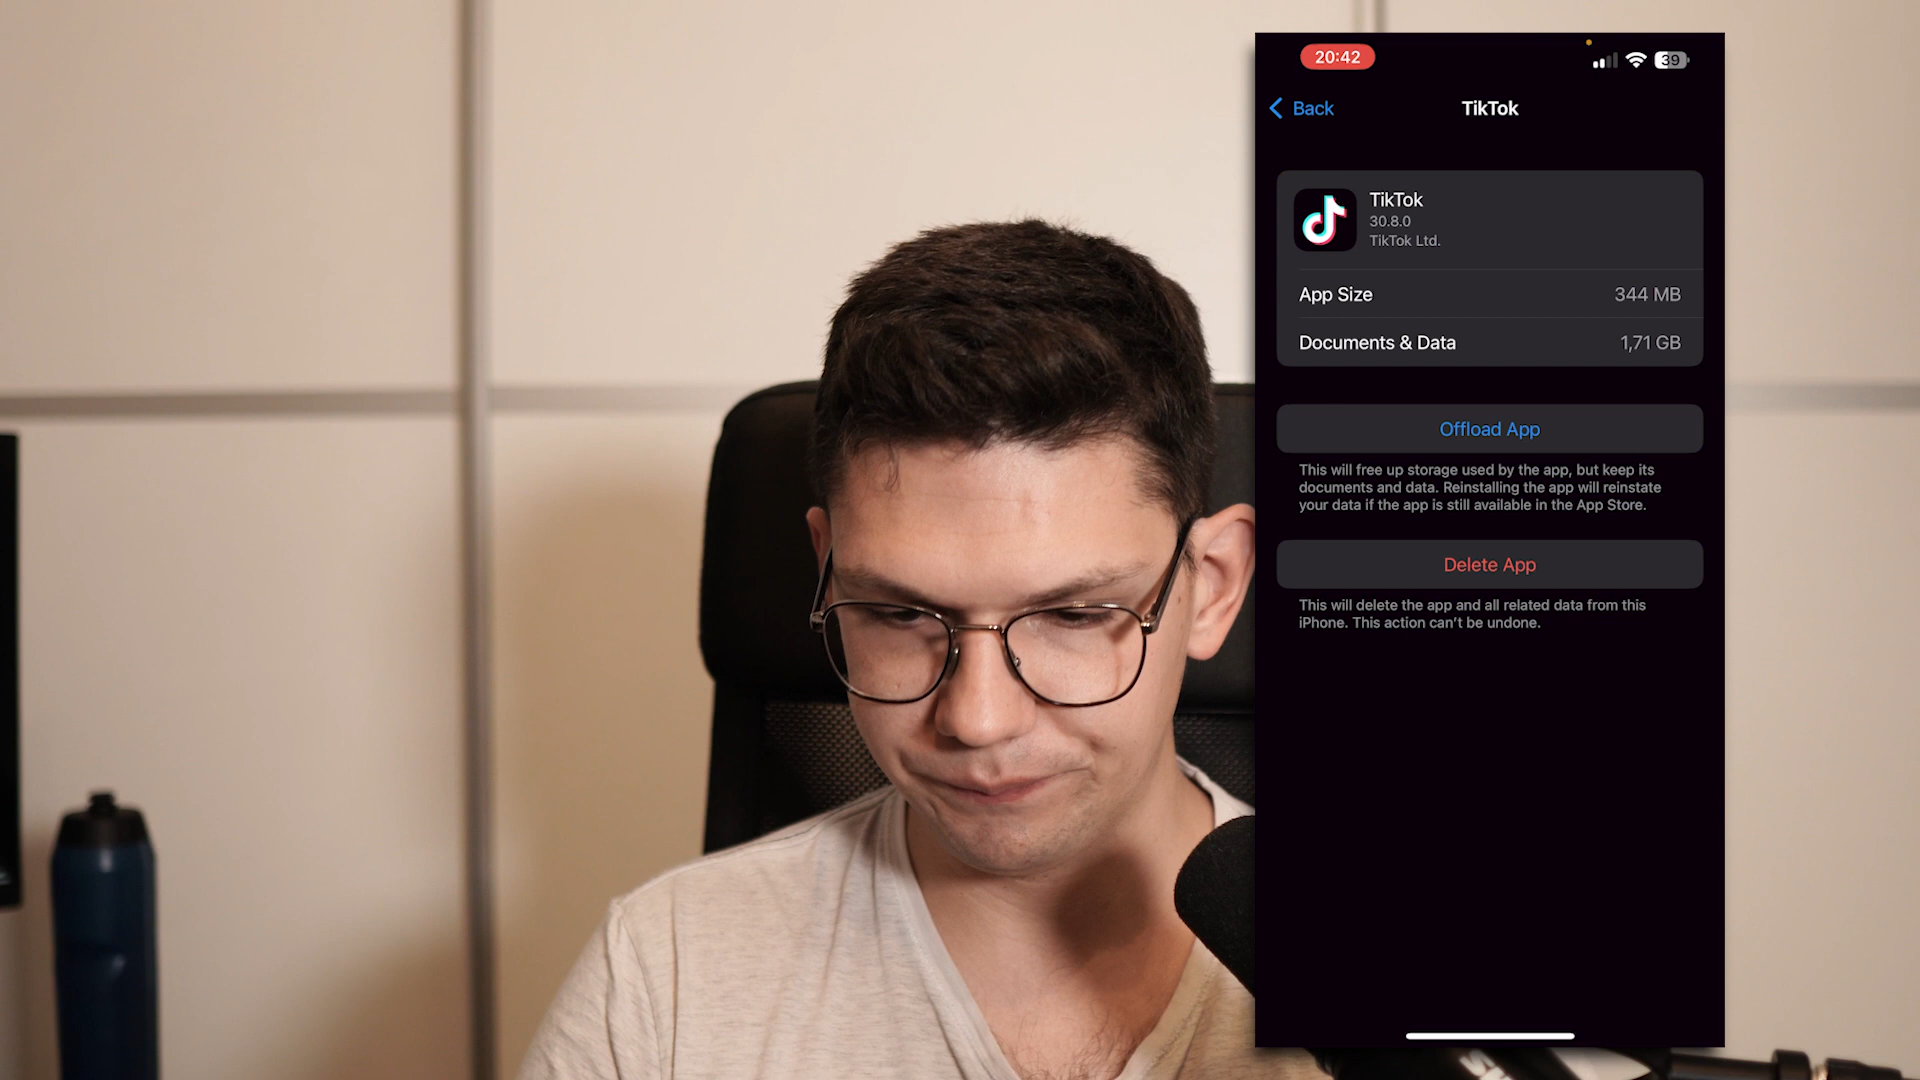 20:42
39
Back
TikTok
TikTok
30.8.0
TikTok Ltd.
App Size
344 MB
Documents & Data
1,71 GB
Offload App
This will free up storage used by the app, but keep its
documents and data. Reinstalling the app will reinstate
your data if the app is still available in the App Store.
Delete App
This will delete the app and all related data from this
iPhone. This action can't be undone.